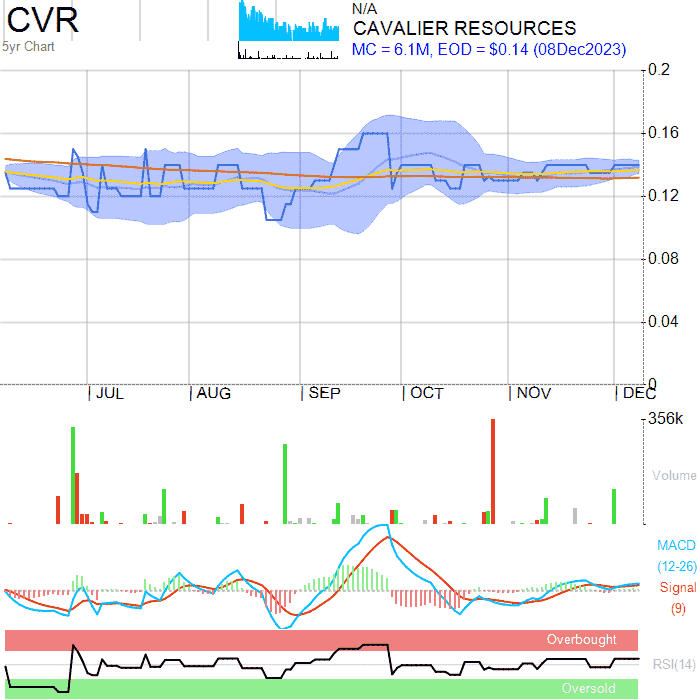 CVR
5yr Chart
N/A
CAVALIER RESOURCES
MC = 6.1M, EOD = $0.14 (08Dec2023)
0.2
0.16
0.12
0.08
0.04
0
JUL AUG SEP OCT NOV DEC
356k
Volume
MACD
(12-26)
Signal
(9)
Overbought
RSI(14)
Oversold